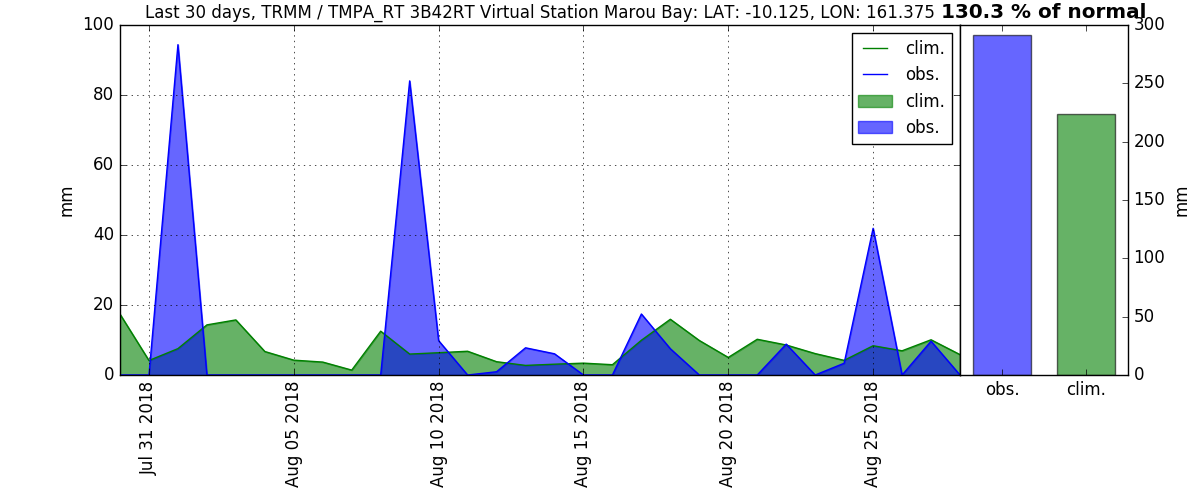 Last 30 days, TRMM / TMPA_RT 3B42RT Virtual Station Marou Bay: LAT: -10.125, LON: 161.375 130.3 % of normal
100
80
60
40
20
0
mm
clim.
obs.
clim.
obs.
300
250
200
150
100
50
0
mm
Jul 31 2018
Aug 05 2018
Aug 10 2018
Aug 15 2018
Aug 20 2018
Aug 25 2018
obs.
clim.